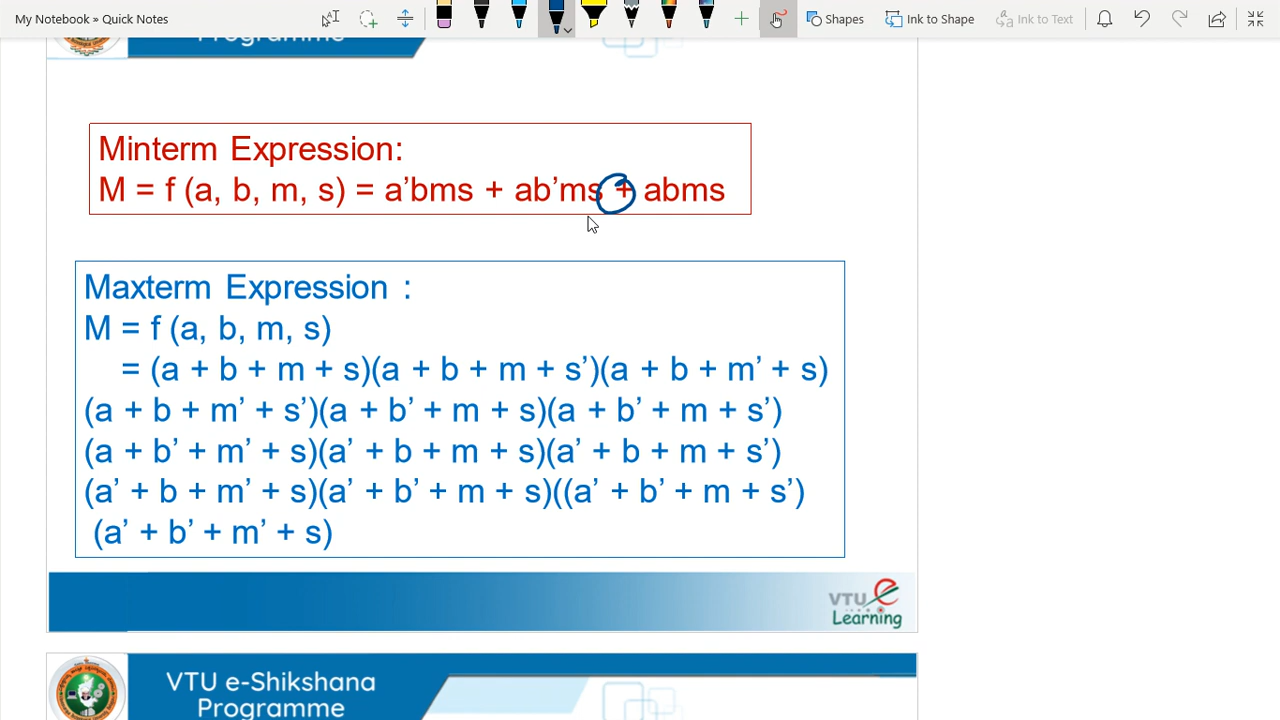 My Notebook » Quick Notes
Shapes
Ink to Shape
Ink to Text
Programme
Minterm Expression:
M = f (a, b, m, s) = a’bms + ab’ms + abms
Maxterm Expression :
M = f (a, b, m, s)
= (a + b + m + s)(a + b + m + s’)(a + b + m’ + s)
(a + b + m’ + s’)(a + b’ + m + s)(a + b’ + m + s’)
(a + b’ + m’ + s)(a’ + b + m + s)(a’ + b + m + s’)
(a’ + b + m’ + s)(a’ + b’ + m + s)((a’ + b’ + m + s’)
(a’ + b’ + m’ + s)
VTU e
Learning
VTU e-Shikshana
Programme